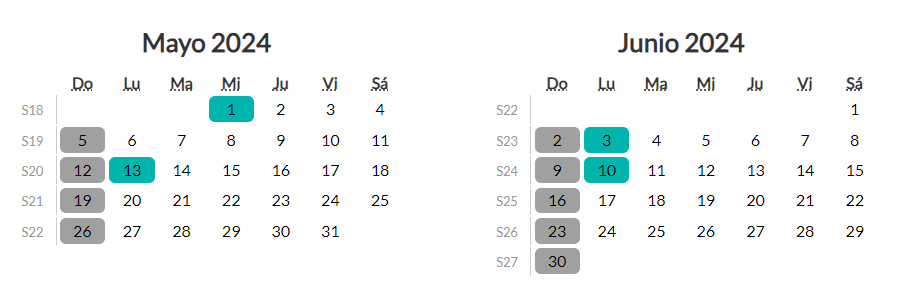 Mayo 2024
Do Lu Ma Mi Ju Vi Sá
S18 1 2 3 4
S19 5 6 7 8 9 10 11
S20 12 13 14 15 16 17 18
S21 19 20 21 22 23 24 25
S22 26 27 28 29 30 31
Junio 2024
Do Lu Ma Mi Ju Vi Sá
S22 1
S23 2 3 4 5 6 7 8
S24 9 10 11 12 13 14 15
S25 16 17 18 19 20 21 22
S26 23 24 25 26 27 28 29
S27 30